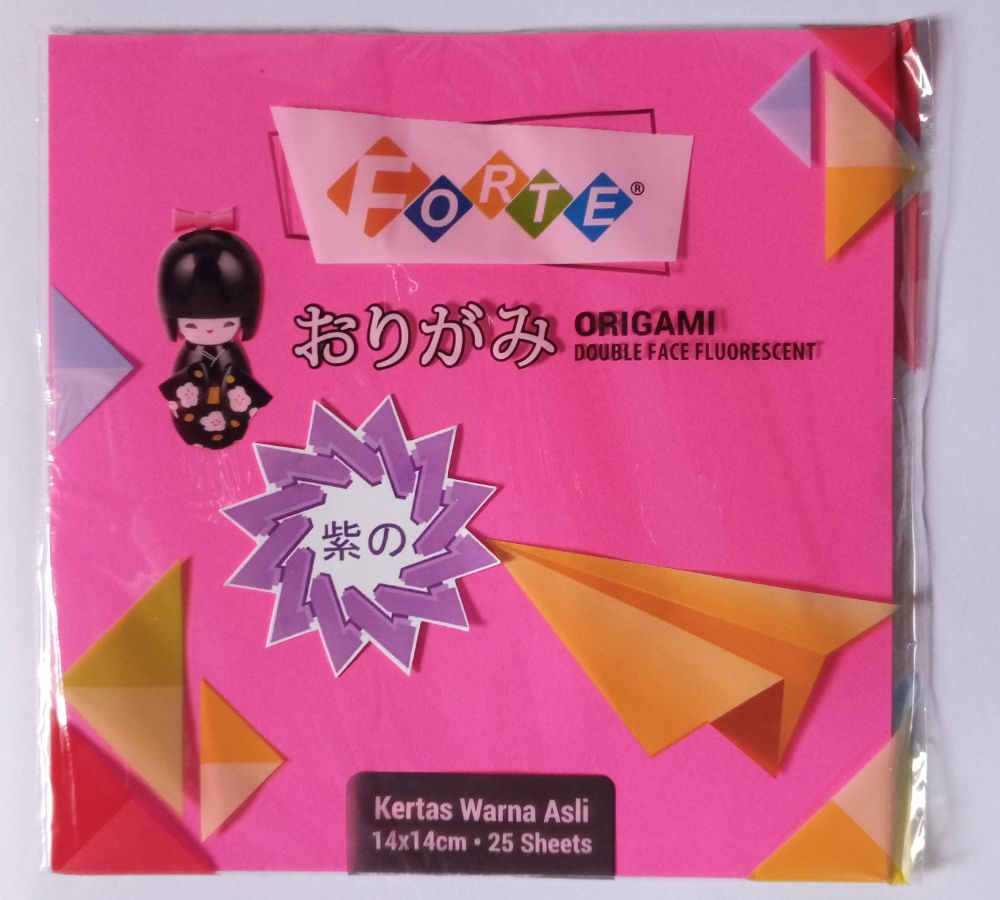 FORTE®
おりがみ
ORIGAMI
DOUBLE FACE FLUORESCENT
紫の
Kertas Warna Asli
14x14cm • 25 Sheets